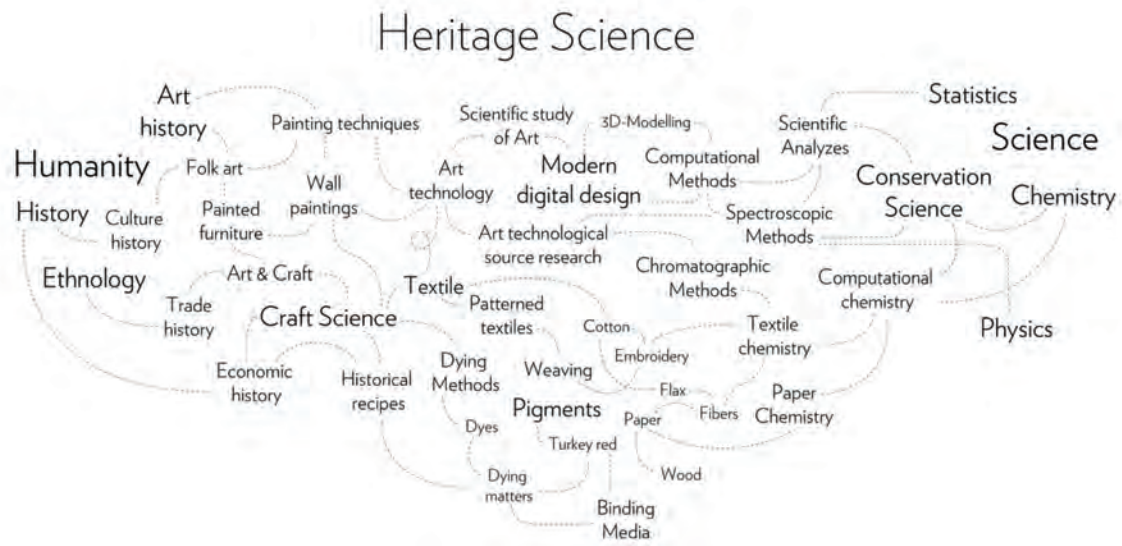 Heritage Science
Art
history
Painting techniques
Scientific study
of Art
3D-Modelling
Scientific
Analyzes
Statistics
Science
Humanity
Folk art
Wall
paintings
Art
technology
Modern
digital design
Computational
Methods
Conservation
Science
Chemistry
History
Culture
history
Painted
furniture
Art technological
source research
Spectroscopic
Methods
Ethnology
Art & Craft
Textile
Chromatographic
Methods
Computational
chemistry
Trade
history
Craft Science
Patterned
textiles
Cotton
Textile
chemistry
Physics
Economic
history
Historical
recipes
Dying
Methods
Weaving
Embroidery
Flax
Fibers
Paper
Chemistry
Pigments
Paper
Dyes
Turkey red
Wood
Dying
matters
Binding
Media